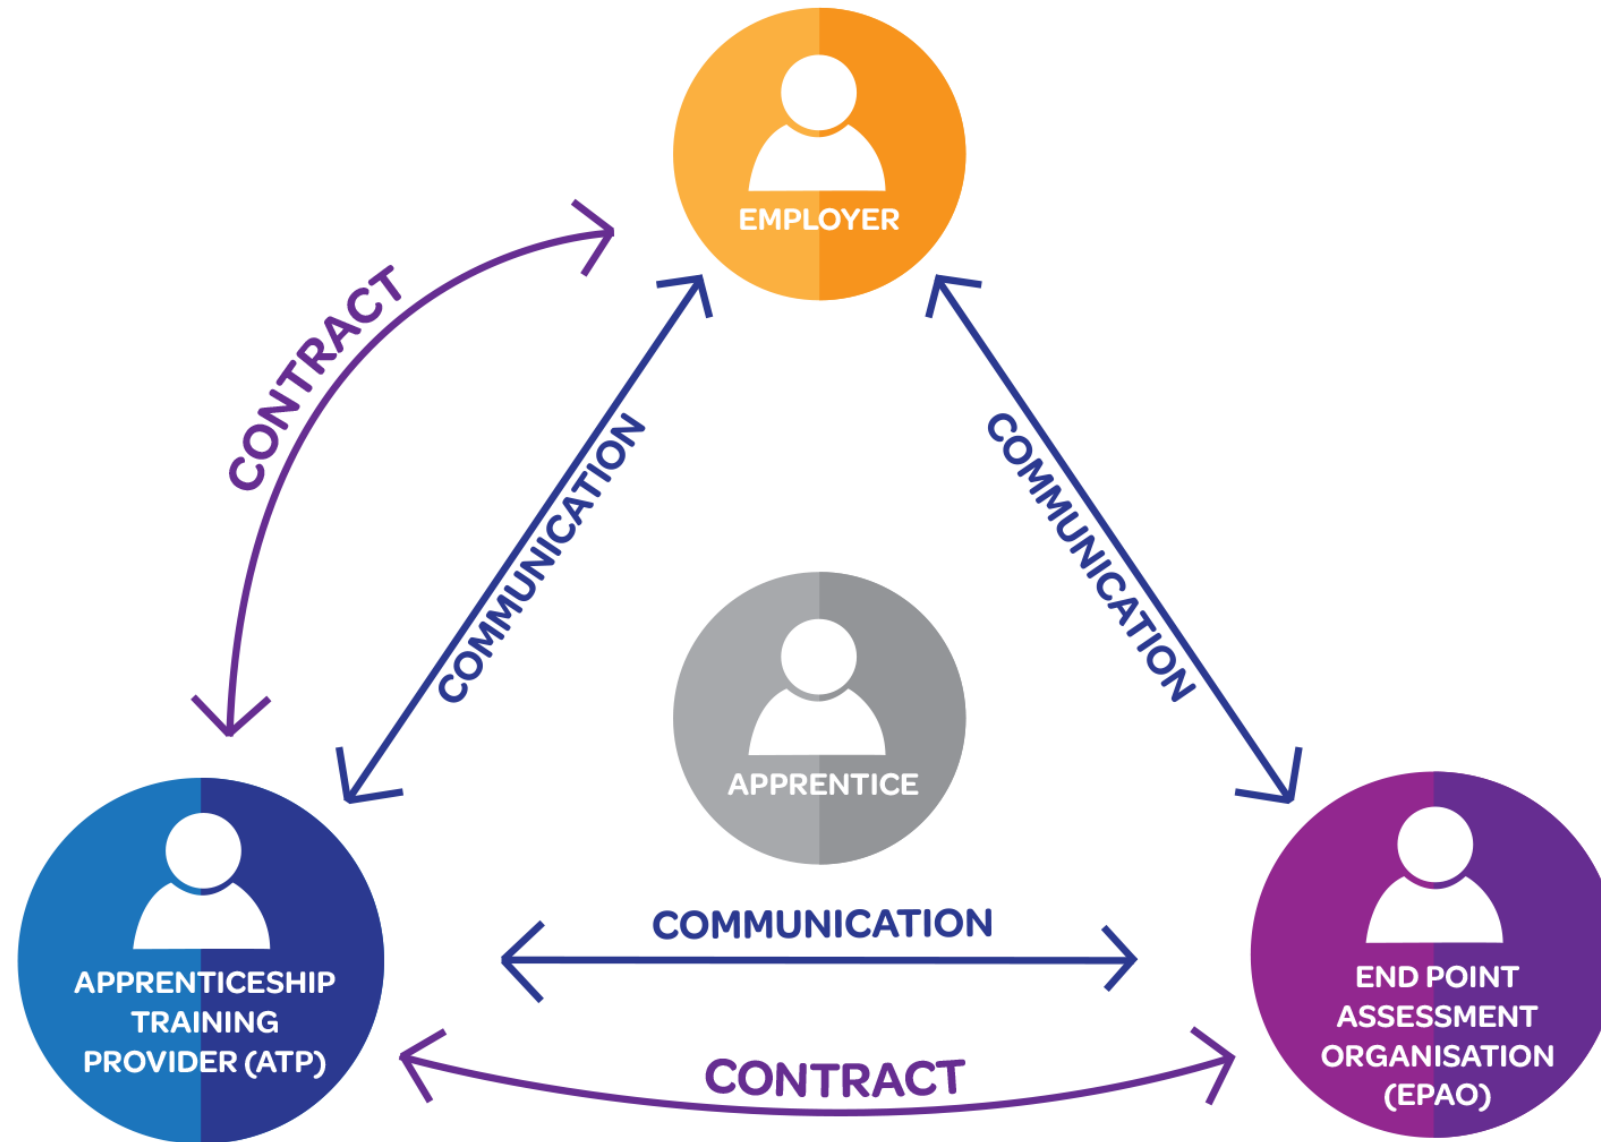 EMPLOYER
CONTRACT
COMMUNICATION
COMMUNICATION
APPRENTICE
COMMUNICATION
APPRENTICESHIP
TRAINING
PROVIDER (ATP)
END POINT
ASSESSMENT
ORGANISATION
(EPAO)
CONTRACT